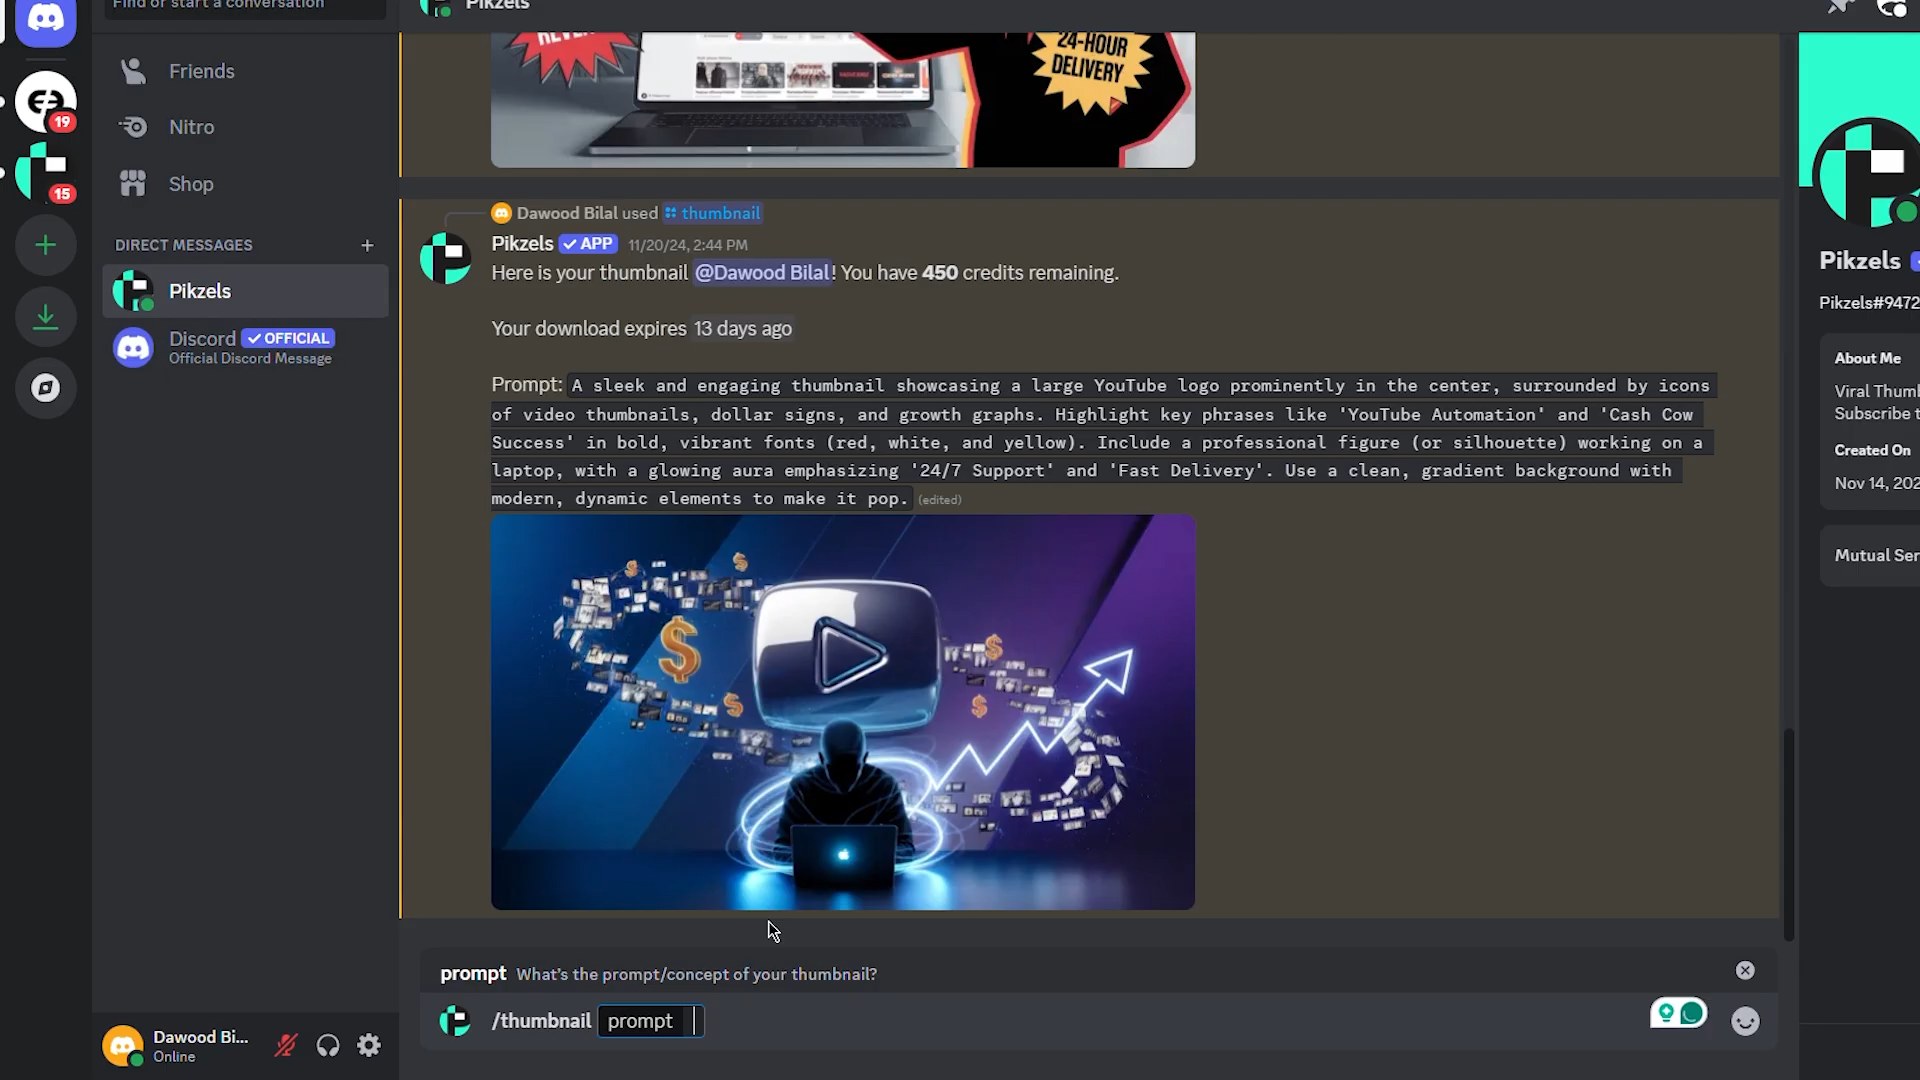 Find or start a conversation
Pikzels
Friends
Nitro
Shop
DIRECT MESSAGES
Pikzels
Discord OFFICIAL
Official Discord Message
19
15
24-HOUR
DELIVERY
Dawood Bilal used thumbnail
Pikzels APP 11/20/24, 2:44 PM
Here is your thumbnail @Dawood Bilal! You have 450 credits remaining.
Your download expires 13 days ago
Prompt: A sleek and engaging thumbnail showcasing a large YouTube logo prominently in the center, surrounded by icons
of video thumbnails, dollar signs, and growth graphs. Highlight key phrases like 'YouTube Automation' and 'Cash Cow
Success' in bold, vibrant fonts (red, white, and yellow). Include a professional figure (or silhouette) working on a
laptop, with a glowing aura emphasizing '24/7 Support' and 'Fast Delivery'. Use a clean, gradient background with
modern, dynamic elements to make it pop. (edited)
prompt What's the prompt/concept of your thumbnail?
/thumbnail prompt
Dawood Bi...
Online
Pikzels
Pikzels#9472
About Me
Viral Thumb
Subscribe t
Created On
Nov 14, 202
Mutual Ser